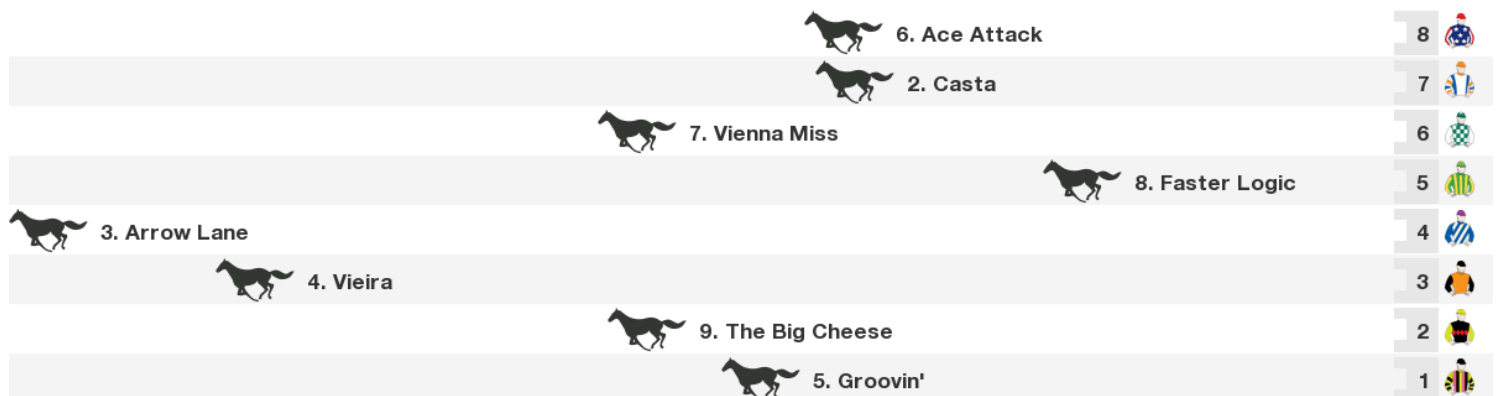 6. Ace Attack 8
2. Casta 7
7. Vienna Miss 6
8. Faster Logic 5
3. Arrow Lane 4
4. Vieira 3
9. The Big Cheese 2
5. Groovin' 1